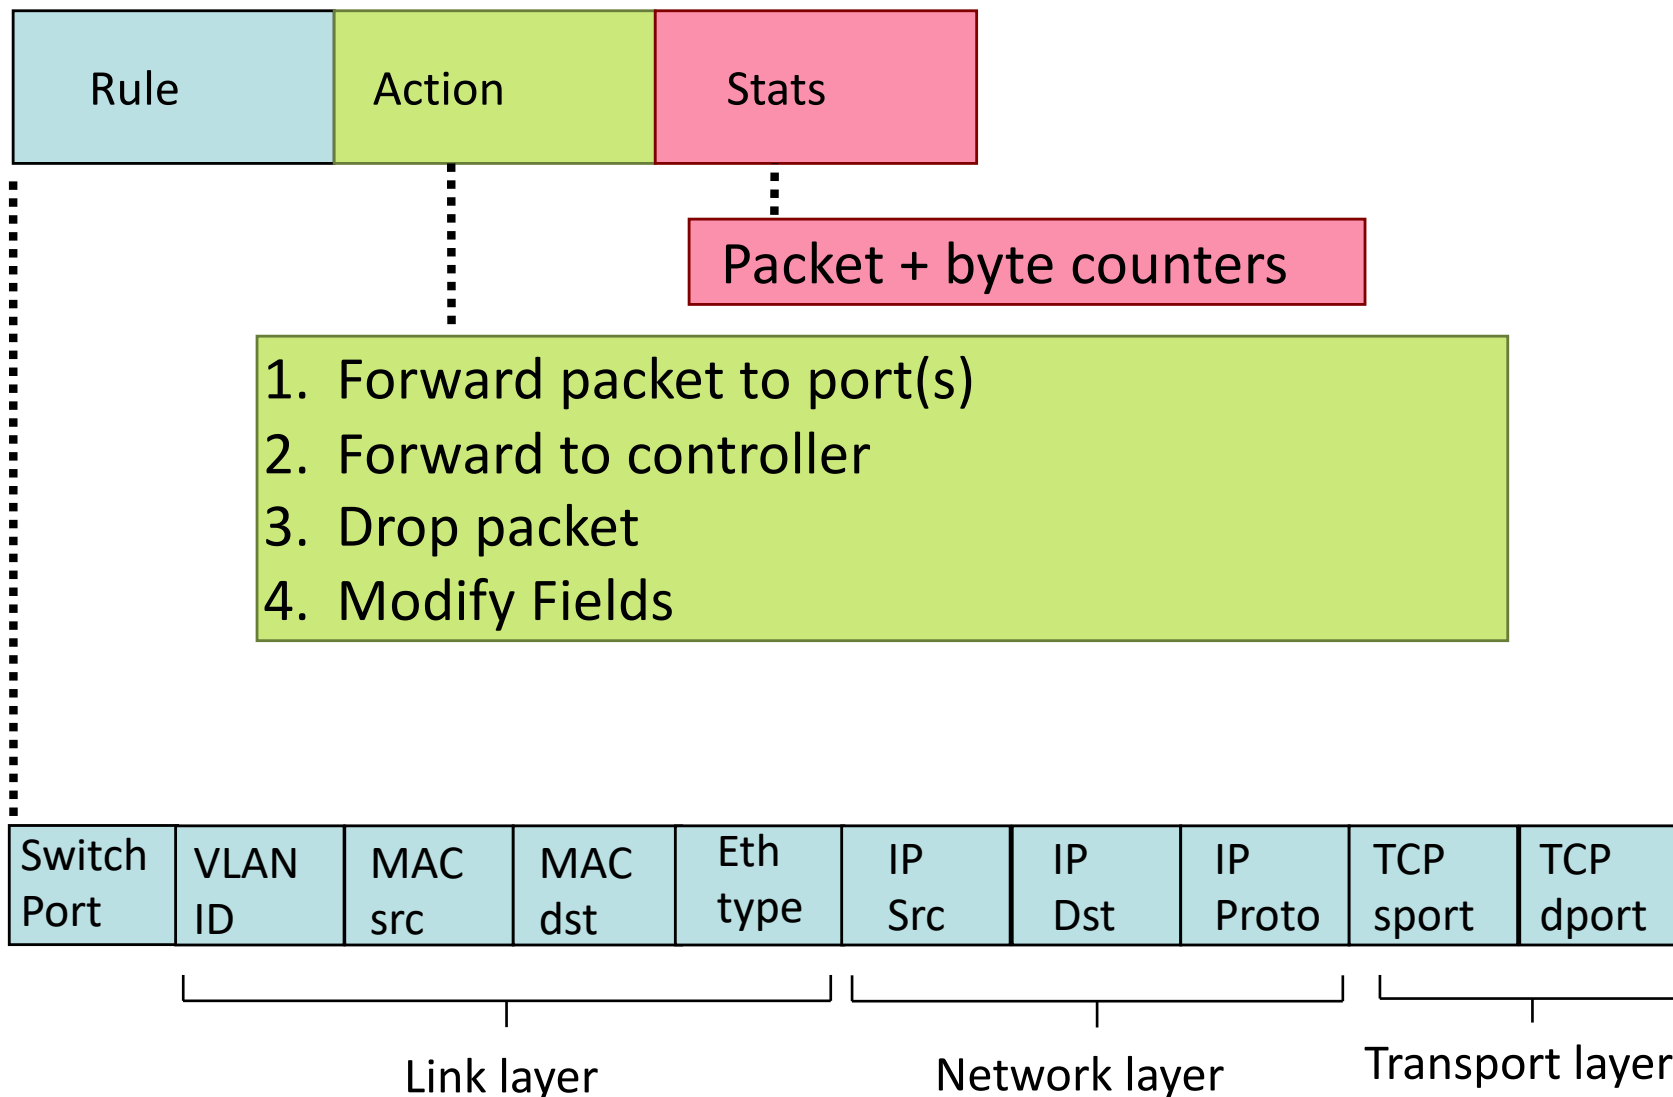 Rule
Action
Stats
Packet + byte counters
1. Forward packet to port(s)
2. Forward to controller
3. Drop packet
4. Modify Fields
Switch
Port
VLAN
ID
MAC
src
MAC
dst
Eth
type
IP
Src
IP
Dst
IP
Proto
TCP
sport
TCP
dport
Link layer
Network layer
Transport layer